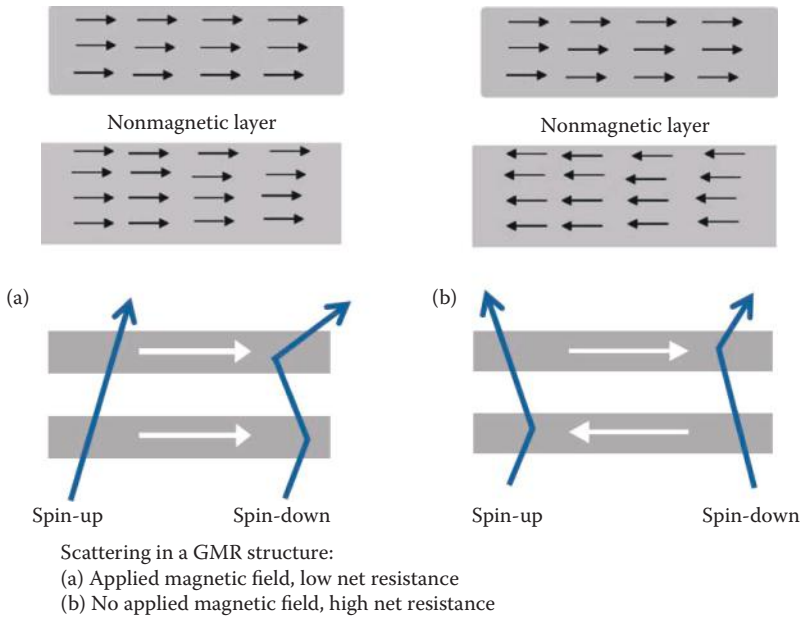 Nonmagnetic layer
Nonmagnetic layer
(a)
(b)
Spin-up
Spin-down
Spin-up
Spin-down
Scattering in a GMR structure:
(a) Applied magnetic field, low net resistance
(b) No applied magnetic field, high net resistance